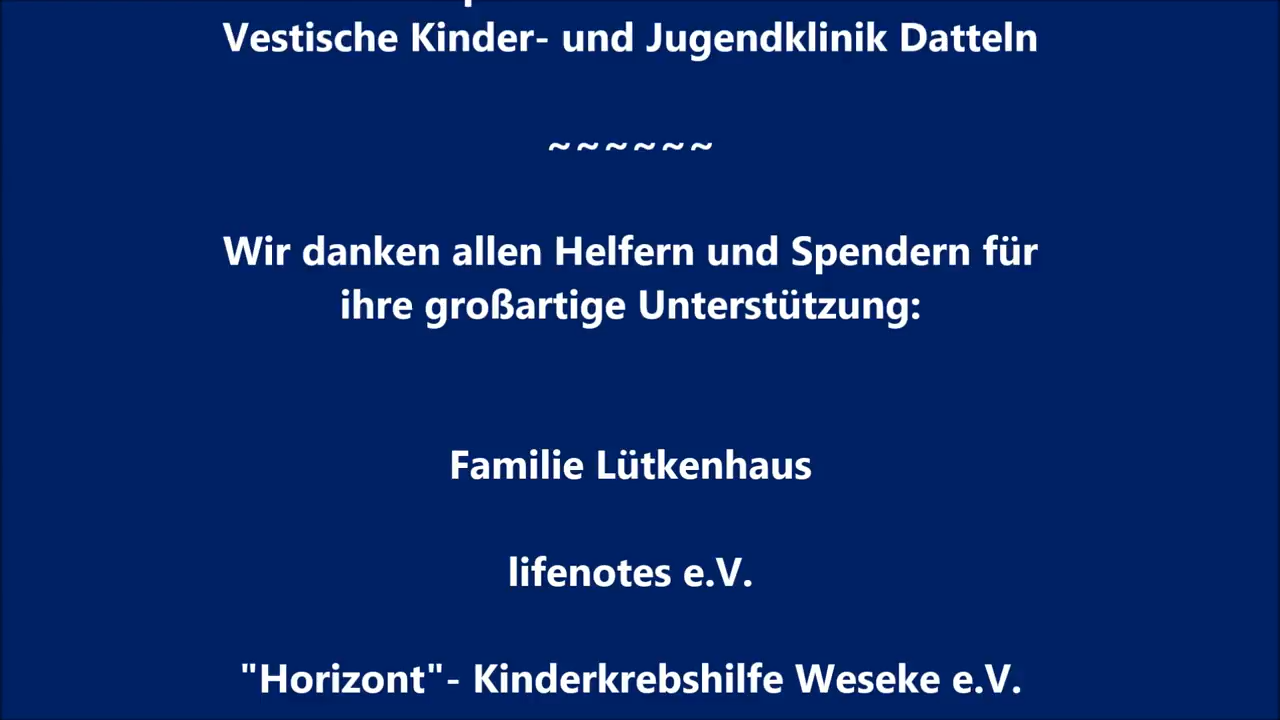 Vestische Kinder- und Jugendklinik Datteln
~~~~~~
Wir danken allen Helfern und Spendern für
ihre großartige Unterstützung:
Familie Lütkenhaus
lifenotes e.V.
"Horizont"- Kinderkrebshilfe Weseke e.V.